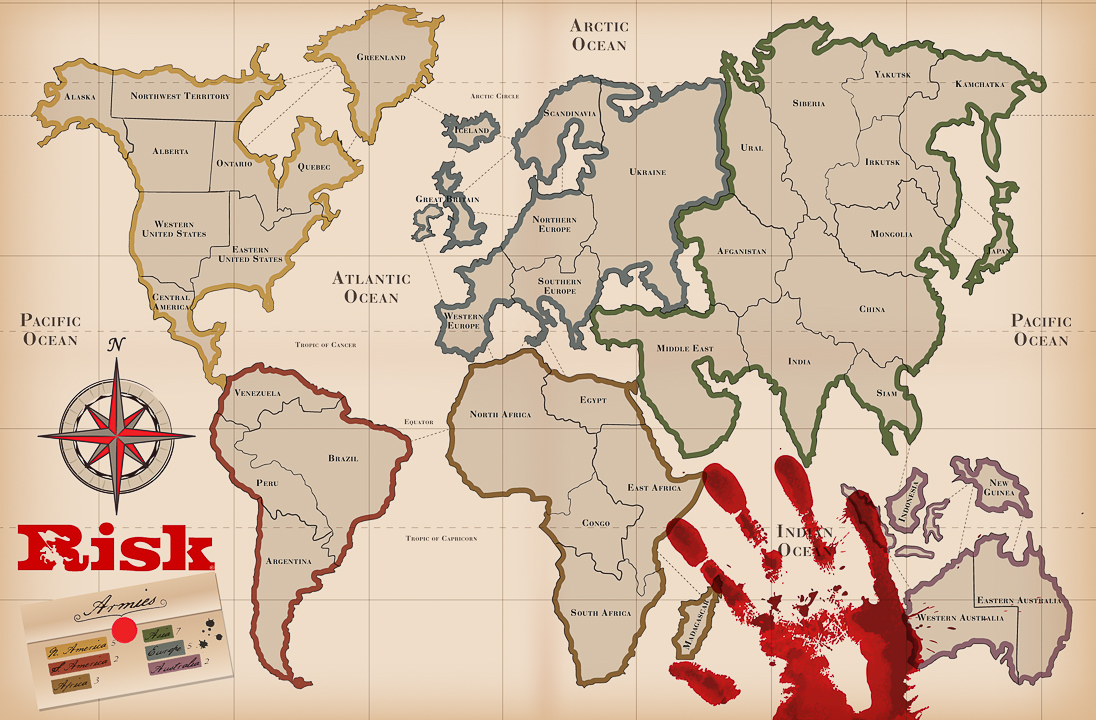 Arctic
Ocean
Greenland
Alaska
Northwest Territory
Yakutsk
Kamchatka
Siberia
Arctic Circle
Scandinavia
Iceland
Alberta
Ontario
Quebec
Ural
Irkutsk
Ukraine
Great Britain
Western
United States
Eastern
United States
Northern
Europe
Mongolia
Japan
Afganistan
Atlantic
Ocean
Southern
Europe
Central
America
Western
Europe
China
Pacific
Ocean
Pacific
Ocean
N
Tropic of Cancer
Middle East
India
Siam
Venezuela
North Africa
Egypt
Equator
Brazil
Peru
East Africa
Indonesia
New
Guinea
Congo
Indian
Ocean
Tropic of Capricorn
Risk
Argentina
South Africa
Madagascar
Eastern Australia
Western Australia
Armies
N. America
Asia 7
S. America 2
Europe 5
Africa 3
Australia 2